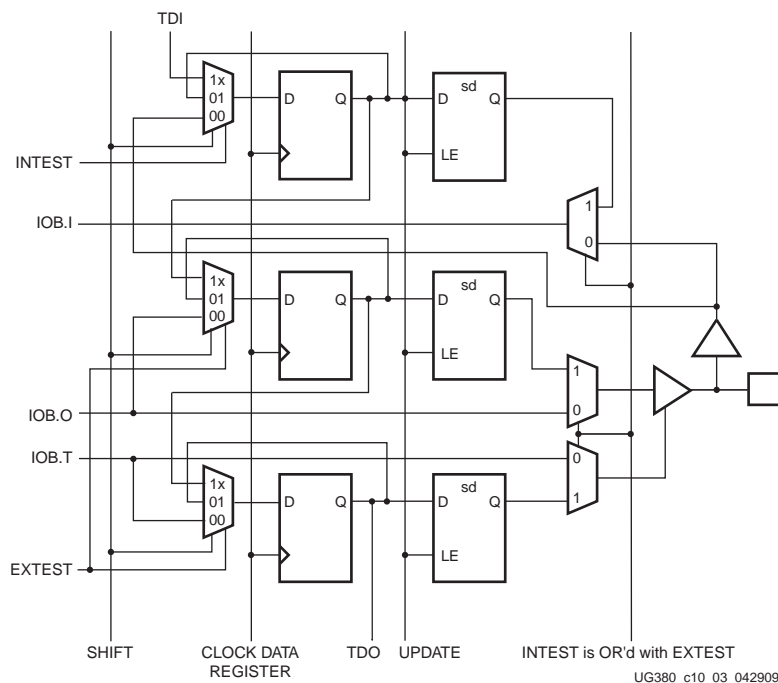 TDI
1x
01
00
D Q
sd
D Q
LE
INTEST
IOB.I
1
0
1x
01
00
D Q
sd
D Q
LE
1
0
IOB.O
IOB.T
0
1
1x
01
00
D Q
sd
D Q
LE
EXTEST
SHIFT
CLOCK DATA
REGISTER
TDO
UPDATE
INTEST is OR'd with EXTEST
UG380_c10_03_042909